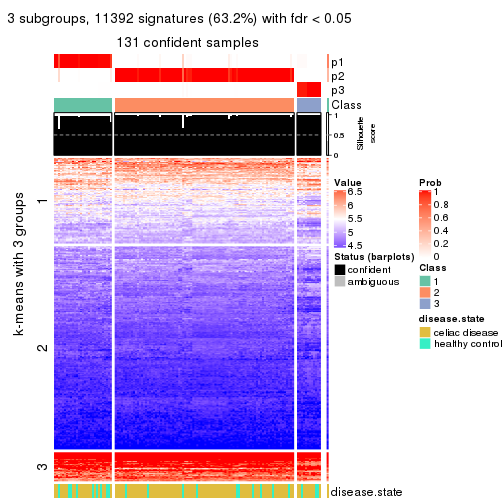 3 subgroups, 11392 signatures (63.2%) with fdr < 0.05
131 confident samples
p1
p2
p3
Class
1
0.5
0
Silhouette
score
k-means with 3 groups
1
2
3
disease.state
Value
6.5
6
5.5
5
4.5
Status (barplots)
confident
ambiguous
Prob
1
0.8
0.6
0.4
0.2
0
Class
1
2
3
disease.state
celiac disease
healthy control